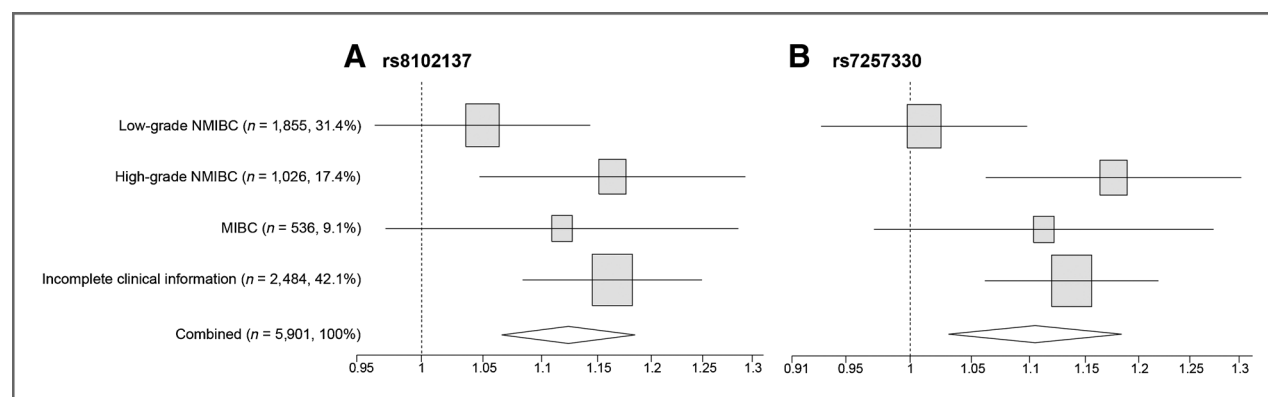 A rs8102137
B rs7257330
Low-grade NMIBC (n = 1,855, 31.4%)
High-grade NMIBC (n = 1,026, 17.4%)
MIBC (n = 536, 9.1%)
Incomplete clinical information (n = 2,484, 42.1%)
Combined (n = 5,901, 100%)
0.95 1 1.05 1.1 1.15 1.2 1.25 1.3
0.91 0.95 1 1.05 1.1 1.15 1.2 1.25 1.3